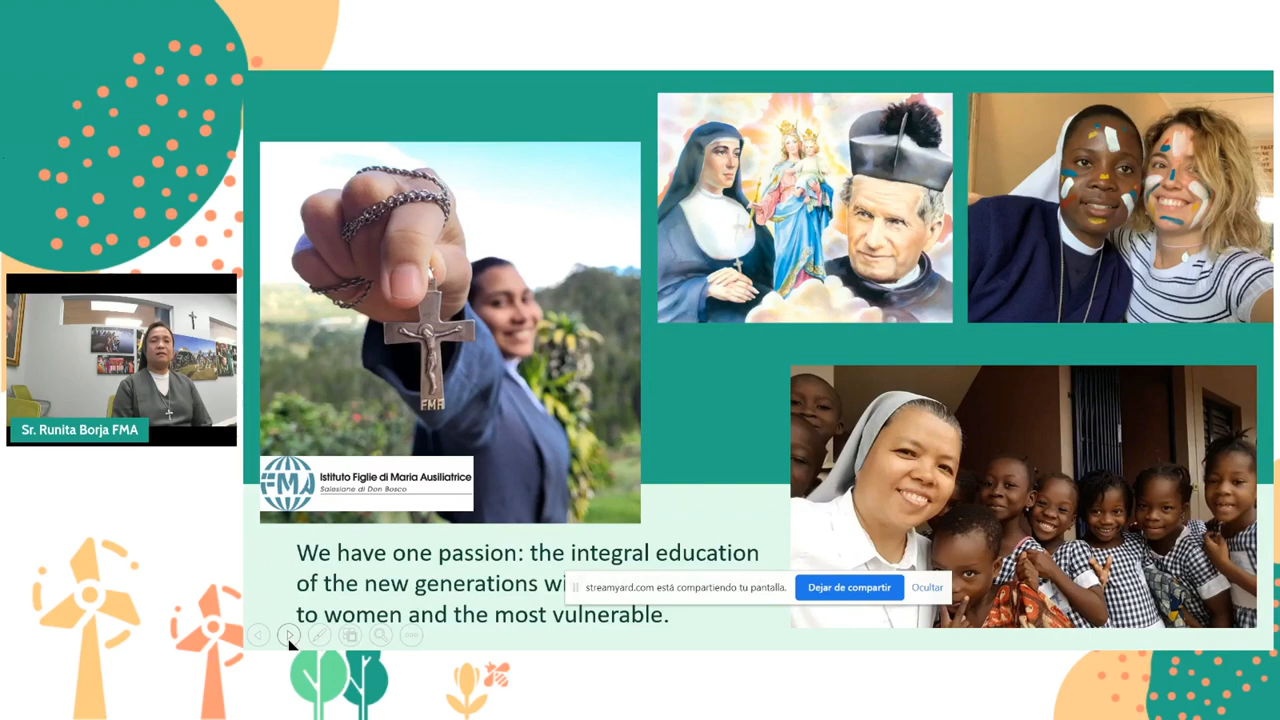 Sr. Runita Borja FMA
FMA
FMA
Istituto Figlie di Maria Ausiliatrice
Salesiane di Don Bosco
We have one passion: the integral education
of the new generations
to women and the most vulnerable.
streamyard.com está compartiendo tu pantalla.
Dejar de compartir
Ocultar